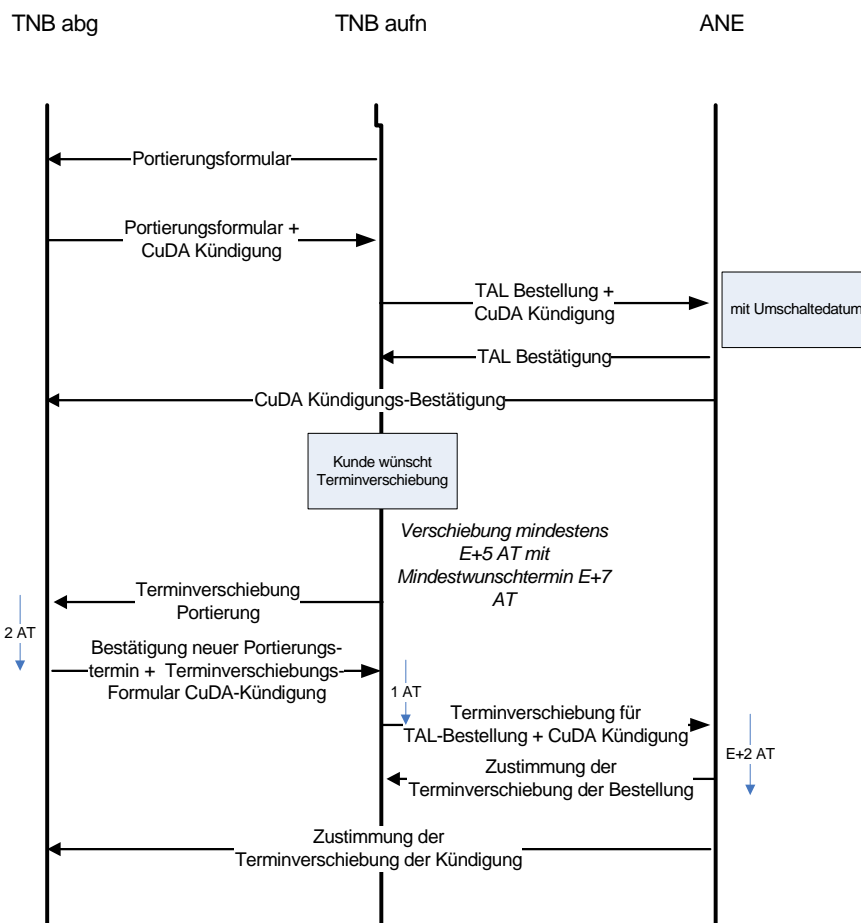 TNB abg
TNB aufn
ANE
Portierungsformular
Portierungsformular +
CuDA Kündigung
TAL Bestellung +
CuDA Kündigung
mit Umschaltedatum
TAL Bestätigung
CuDA Kündigungs-Bestätigung
Kunde wünscht
Terminverschiebung
Verschiebung mindestens
E+5 AT mit
Mindestwunschtermin E+7
AT
Terminverschiebung
Portierung
2 AT
Bestätigung neuer Portierungs-
termin + Terminverschiebungs-
Formular CuDA-Kündigung
1 AT
Terminverschiebung für
TAL-Bestellung + CuDA Kündigung
E+2 AT
Zustimmung der
Terminverschiebung der Bestellung
Zustimmung der
Terminverschiebung der Kündigung